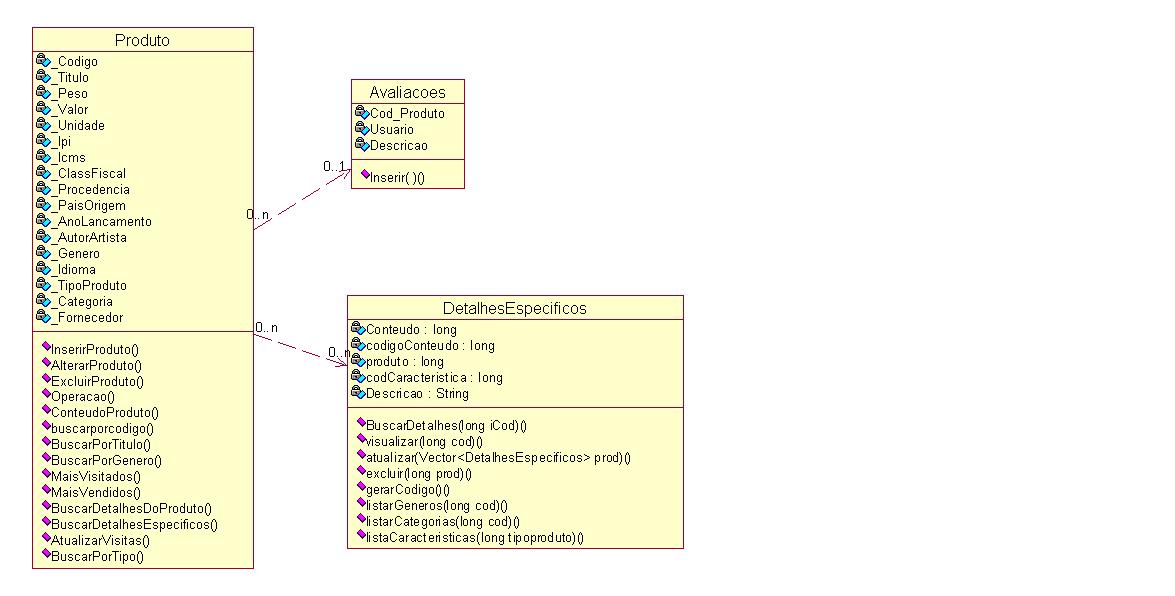 Produto
_Codigo
_Titulo
_Peso
_Valor
_Unidade
_Ipi
_Icms
_ClassFiscal
_Procedencia
_PaisOrigem
_AnoLancamento
_AutorArtista
_Genero
_Idioma
_TipoProduto
_Categoria
_Fornecedor
InserirProduto()
AlterarProduto()
ExcluirProduto()
Operacao()
ConteudoProduto()
buscarporcodigo()
BuscarPorTitulo()
BuscarPorGenero()
MaisVisitados()
MaisVendidos()
BuscarDetalhesDoProduto()
BuscarDetalhesEspecificos()
AtualizarVisitas()
BuscarPorTipo()
0..n
0..1
Avaliacoes
Cod_Produto
Usuario
Descricao
Inserir( )()
0..n
0..n
DetalhesEspecificos
Conteudo : long
codigoConteudo : long
produto : long
codCaracteristica : long
Descricao : String
BuscarDetalhes(long iCod)()
visualizar(long cod)()
atualizar(Vector<DetalhesEspecificos> prod)()
excluir(long prod)()
gerarCodigo()()
listarGeneros(long cod)()
listarCategorias(long cod)()
listaCaracteristicas(long tipoproduto)()